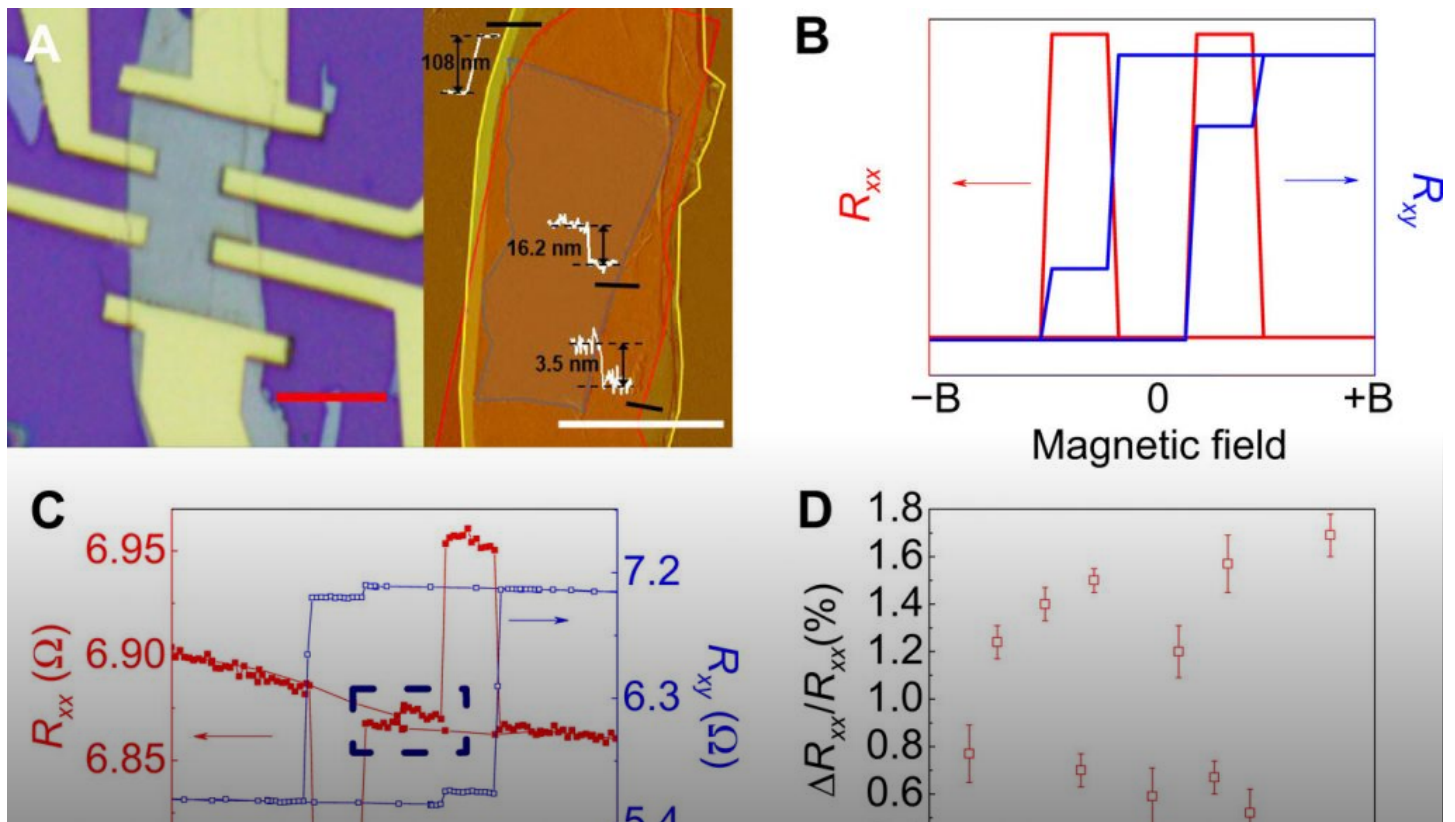 A
108 nm
16.2 nm
3.5 nm
B
Rxx
Rxy
−B
0
+B
Magnetic field
C
6.95
6.90
6.85
Rxx (Ω)
7.2
6.3
5.4
Rxy (Ω)
D
1.8
1.6
1.4
1.2
1.0
0.8
0.6
ΔRxx/Rxx(%)